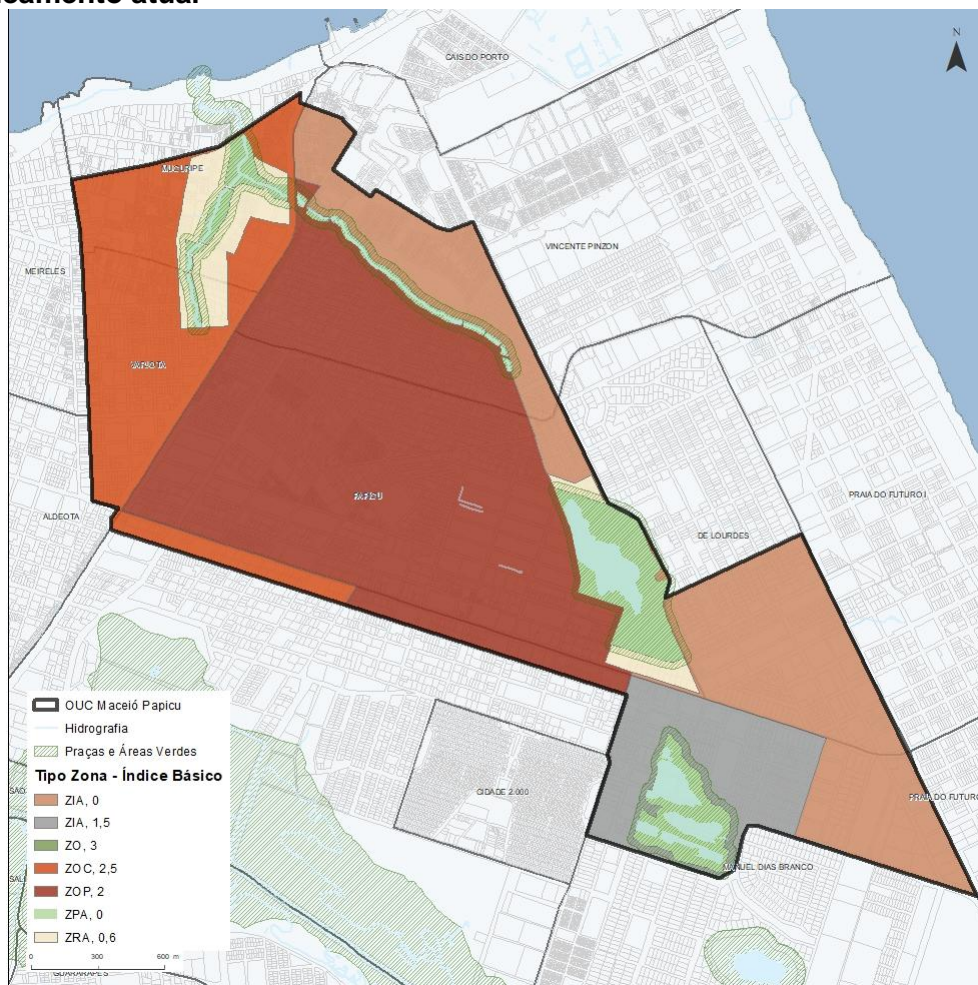 CAIS DO PORTO
N
MUCURIPE
VINCENTE PINZON
MEIRELES
VARJOTA
PAPICU
PRAIA DO FUTURO I
ALDEOTA
DE LOURDES
OUC Maceió Papicu
Hidrografia
Praças e Áreas Verdes
Tipo Zona - Índice Básico
ZIA, 0
ZIA, 1,5
ZO, 3
ZOC, 2,5
ZOP, 2
ZPA, 0
ZRA, 0,6
0 300 600 m
CIDADE 2.000
PRAIA DO FUTURO
MANUEL DIAS BRANCO
GUARARAPES